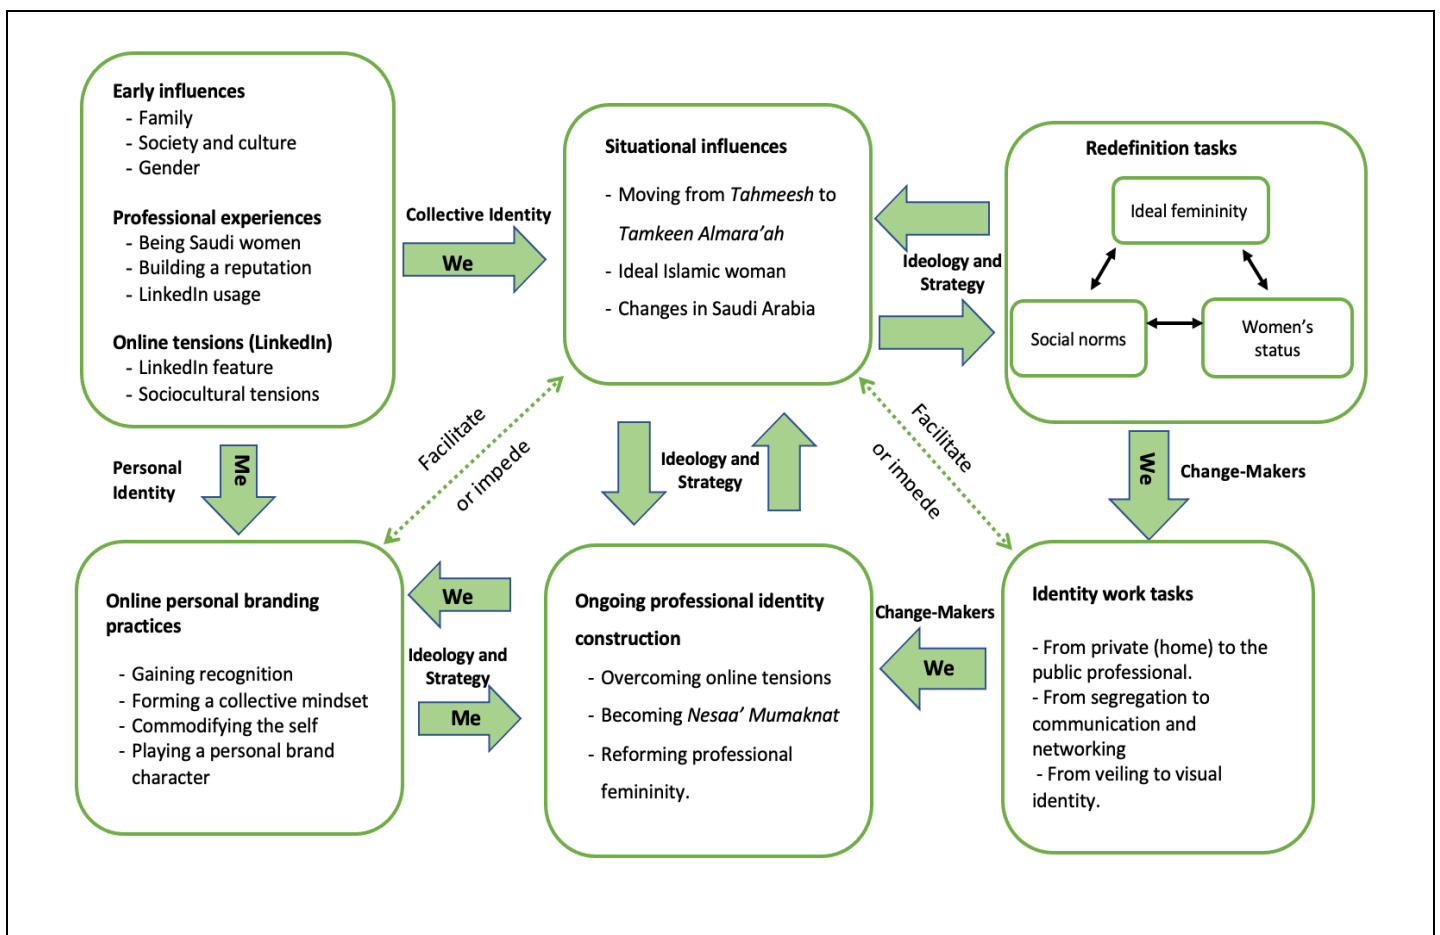 Early influences
- Family
- Society and culture
- Gender
Professional experiences
- Being Saudi women
- Building a reputation
- LinkedIn usage
Online tensions (LinkedIn)
- LinkedIn feature
- Sociocultural tensions
Collective Identity
We
Situational influences
- Moving from Tahmeesh to
Tamkeen Almara’ah
- Ideal Islamic woman
- Changes in Saudi Arabia
Ideology and
Strategy
Redefinition tasks
Ideal femininity
Social norms
Women’s
status
Personal
Identity
Me
Facilitate
or impede
Ideology and
Strategy
Facilitate
or impede
We
Change-Makers
Online personal branding
practices
- Gaining recognition
- Forming a collective mindset
- Commodifying the self
- Playing a personal brand
character
We
Ideology and
Strategy
Me
Ongoing professional identity
construction
- Overcoming online tensions
- Becoming Nesaa’ Mumaknat
- Reforming professional
femininity.
Change-Makers
We
Identity work tasks
- From private (home) to the
public professional.
- From segregation to
communication and
networking
- From veiling to visual
identity.